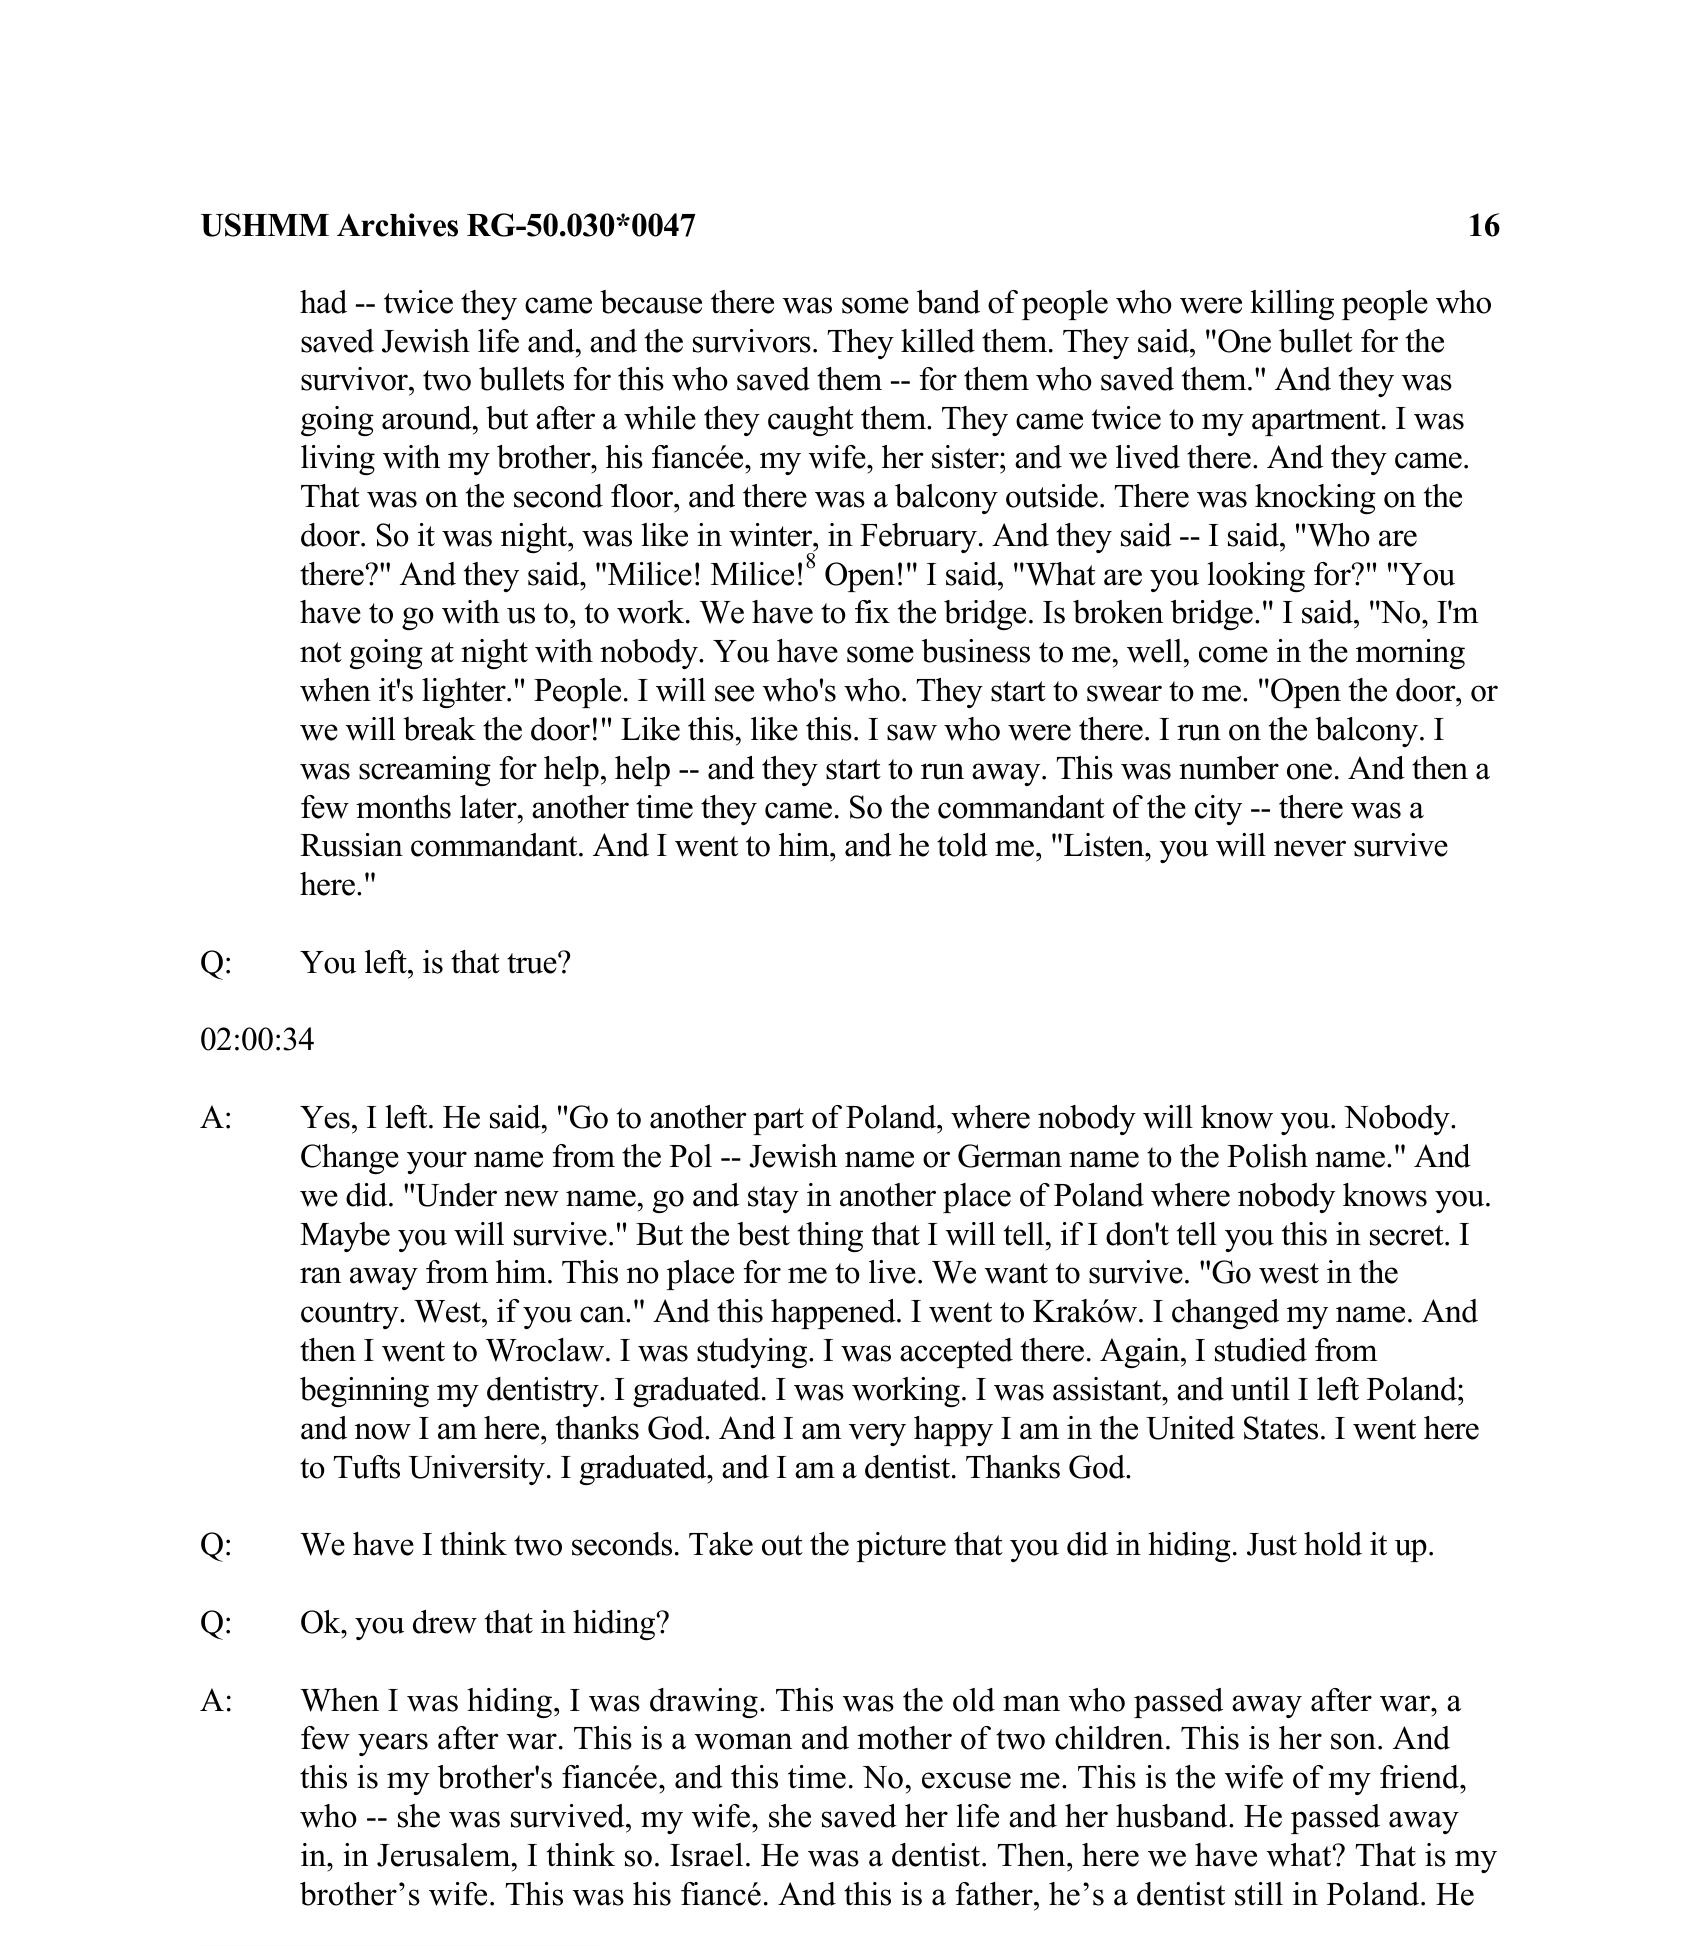 USHMM Archives RG-50.030*0047 16
had -- twice they came because there was some band of people who were killing people who
saved Jewish life and, and the survivors. They killed them. They said, "One bullet for the
survivor, two bullets for this who saved them -- for them who saved them." And they was
going around, but after a while they caught them. They came twice to my apartment. I was
living with my brother, his fiancée, my wife, her sister; and we lived there. And they came.
That was on the second floor, and there was a balcony outside. There was knocking on the
door. So it was night, was like in winter, in February. And they said -- I said, "Who are
there?" And they said, "Milice! Milice!8 Open!" I said, "What are you looking for?" "You
have to go with us to, to work. We have to fix the bridge. Is broken bridge." I said, "No, I'm
not going at night with nobody. You have some business to me, well, come in the morning
when it's lighter." People. I will see who's who. They start to swear to me. "Open the door, or
we will break the door!" Like this, like this. I saw who were there. I run on the balcony. I
was screaming for help, help -- and they start to run away. This was number one. And then a
few months later, another time they came. So the commandant of the city -- there was a
Russian commandant. And I went to him, and he told me, "Listen, you will never survive
here."
Q: You left, is that true?
02:00:34
A: Yes, I left. He said, "Go to another part of Poland, where nobody will know you. Nobody.
Change your name from the Pol -- Jewish name or German name to the Polish name." And
we did. "Under new name, go and stay in another place of Poland where nobody knows you.
Maybe you will survive." But the best thing that I will tell, if I don't tell you this in secret. I
ran away from him. This no place for me to live. We want to survive. "Go west in the
country. West, if you can." And this happened. I went to Kraków. I changed my name. And
then I went to Wroclaw. I was studying. I was accepted there. Again, I studied from
beginning my dentistry. I graduated. I was working. I was assistant, and until I left Poland;
and now I am here, thanks God. And I am very happy I am in the United States. I went here
to Tufts University. I graduated, and I am a dentist. Thanks God.
Q: We have I think two seconds. Take out the picture that you did in hiding. Just hold it up.
Q: Ok, you drew that in hiding?
A: When I was hiding, I was drawing. This was the old man who passed away after war, a
few years after war. This is a woman and mother of two children. This is her son. And
this is my brother's fiancée, and this time. No, excuse me. This is the wife of my friend,
who -- she was survived, my wife, she saved her life and her husband. He passed away
in, in Jerusalem, I think so. Israel. He was a dentist. Then, here we have what? That is my
brother’s wife. This was his fiancé. And this is a father, he’s a dentist still in Poland. He